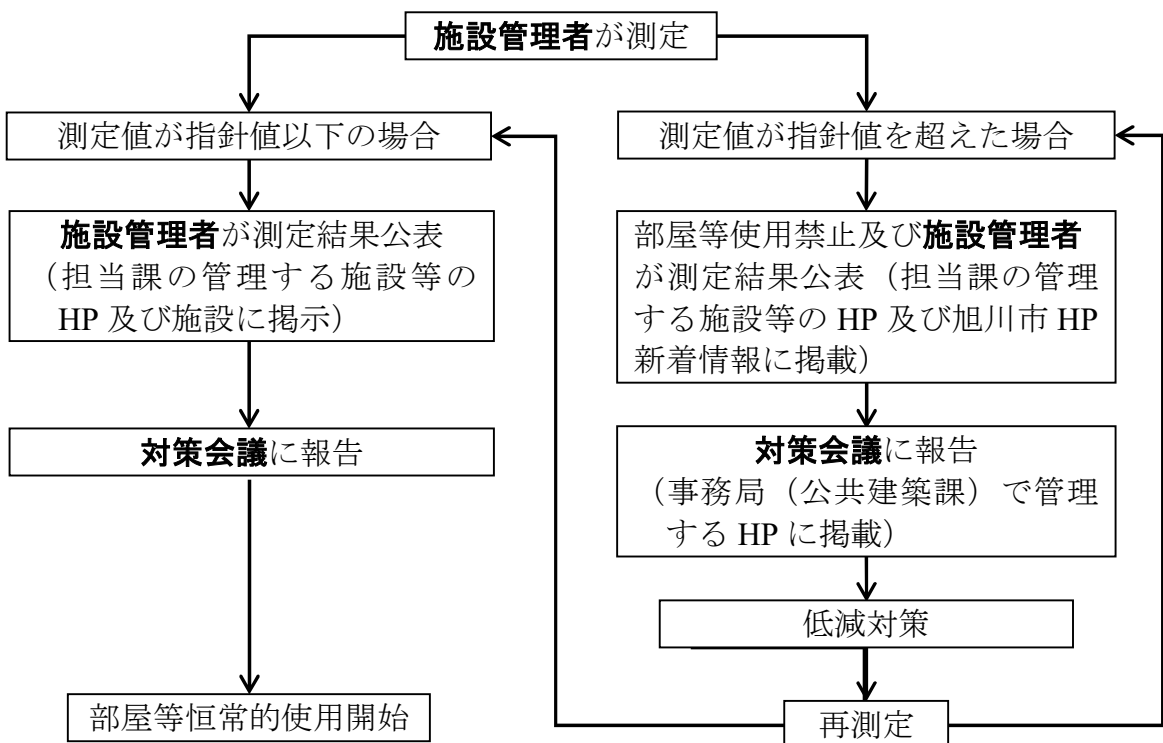 施設管理者が測定
測定値が指針値以下の場合
施設管理者が測定結果公表
（担当課の管理する施設等の
HP 及び施設に掲示）
対策会議に報告
部屋等恒常的使用開始
測定値が指針値を超えた場合
部屋等使用禁止及び施設管理者
が測定結果公表（担当課の管理
する施設等の HP 及び旭川市 HP
新着情報に掲載）
対策会議に報告
（事務局（公共建築課）で管理
する HP に掲載）
低減対策
再測定